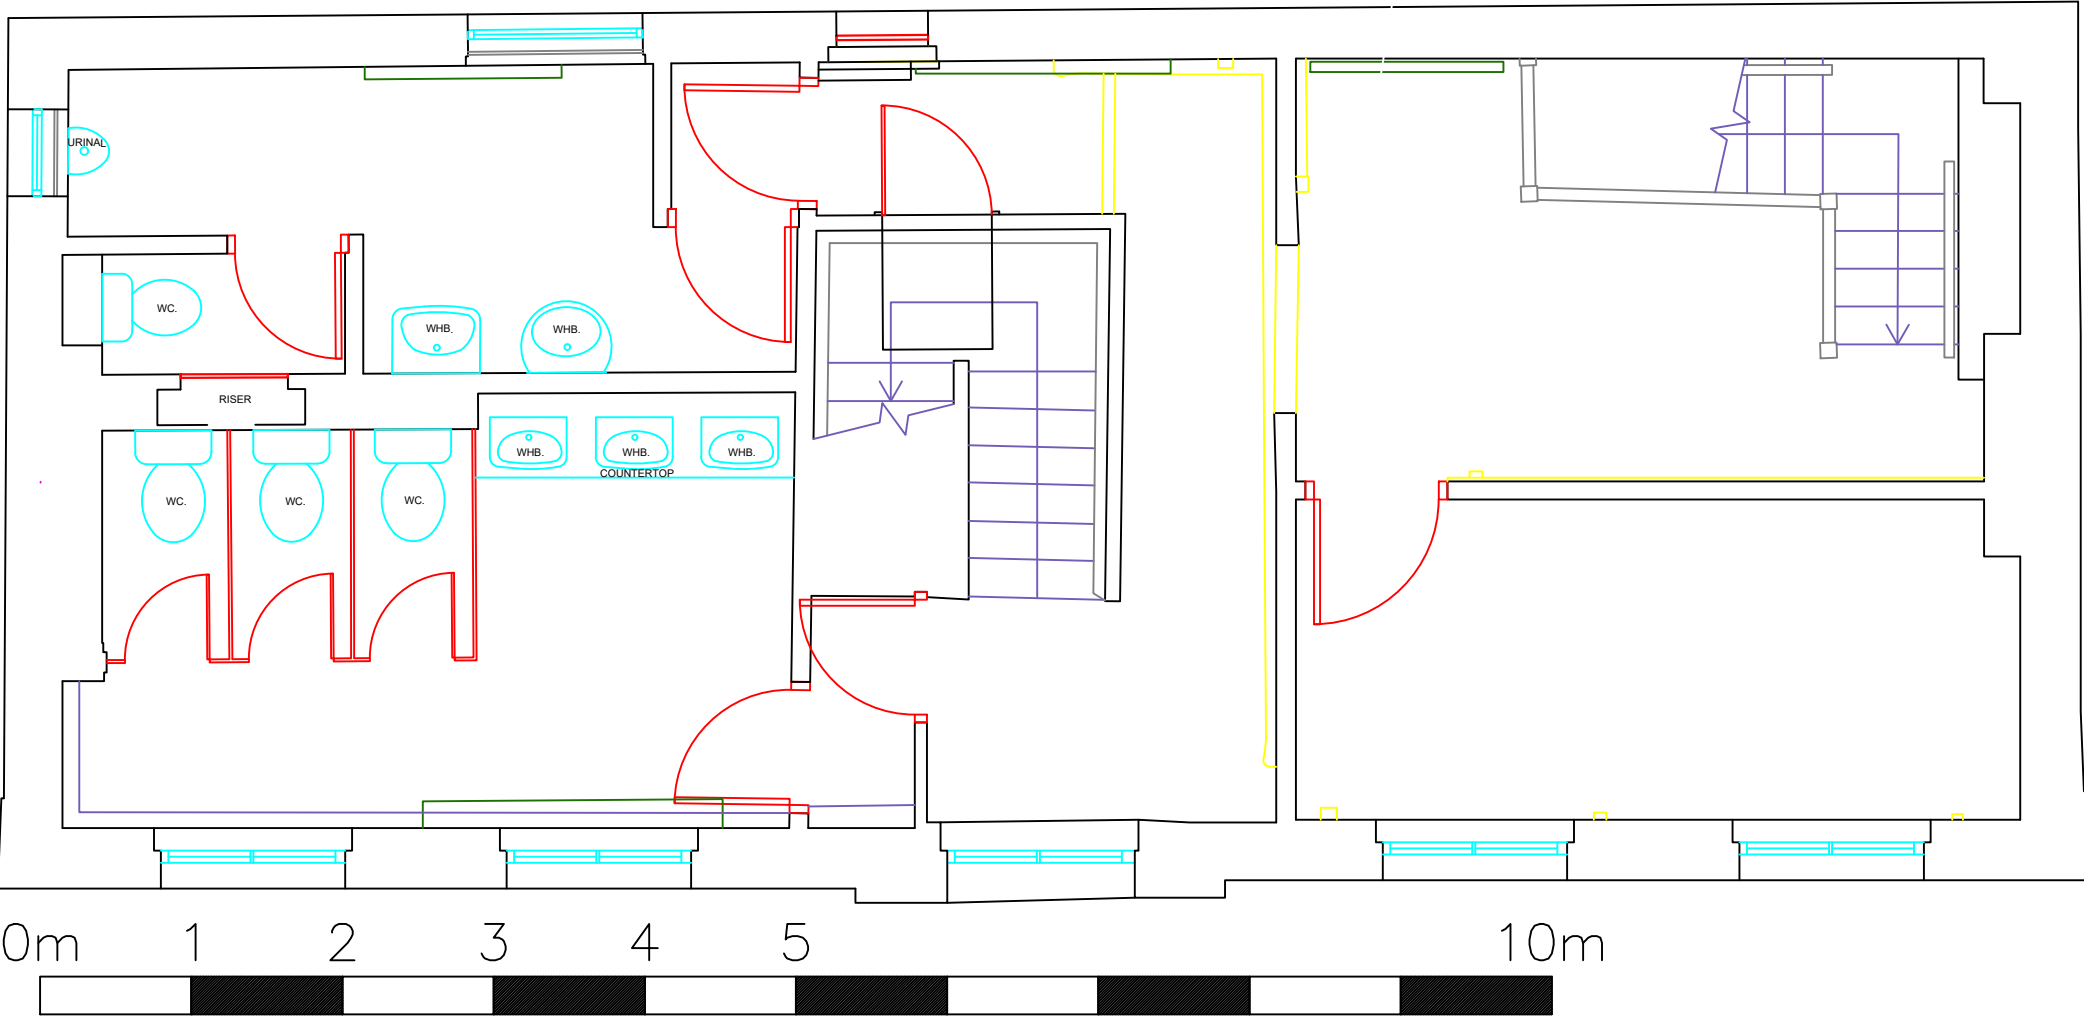 URINAL
WC.
WHB.
WHB.
RISER
WHB.
WHB.
WHB.
COUNTERTOP
WC.
WC.
WC.
0m 1 2 3 4 5 10m